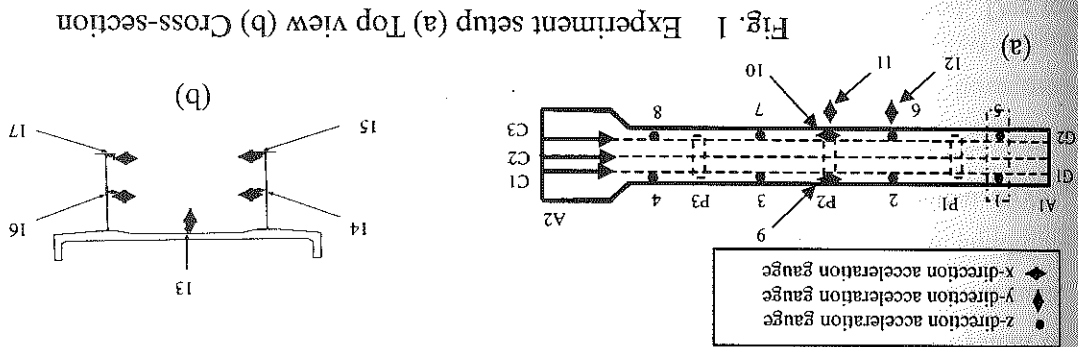 z-direction acceleration gauge
y-direction acceleration gauge
x-direction acceleration gauge
9
A1 1 P1 2 P2 3 P3 4 A2
G1 C1
C2
G2 C3
5 6 7 8
12 11 10
(a)
13
14 16
15 17
(b)
Fig. 1 Experiment setup (a) Top view (b) Cross-section